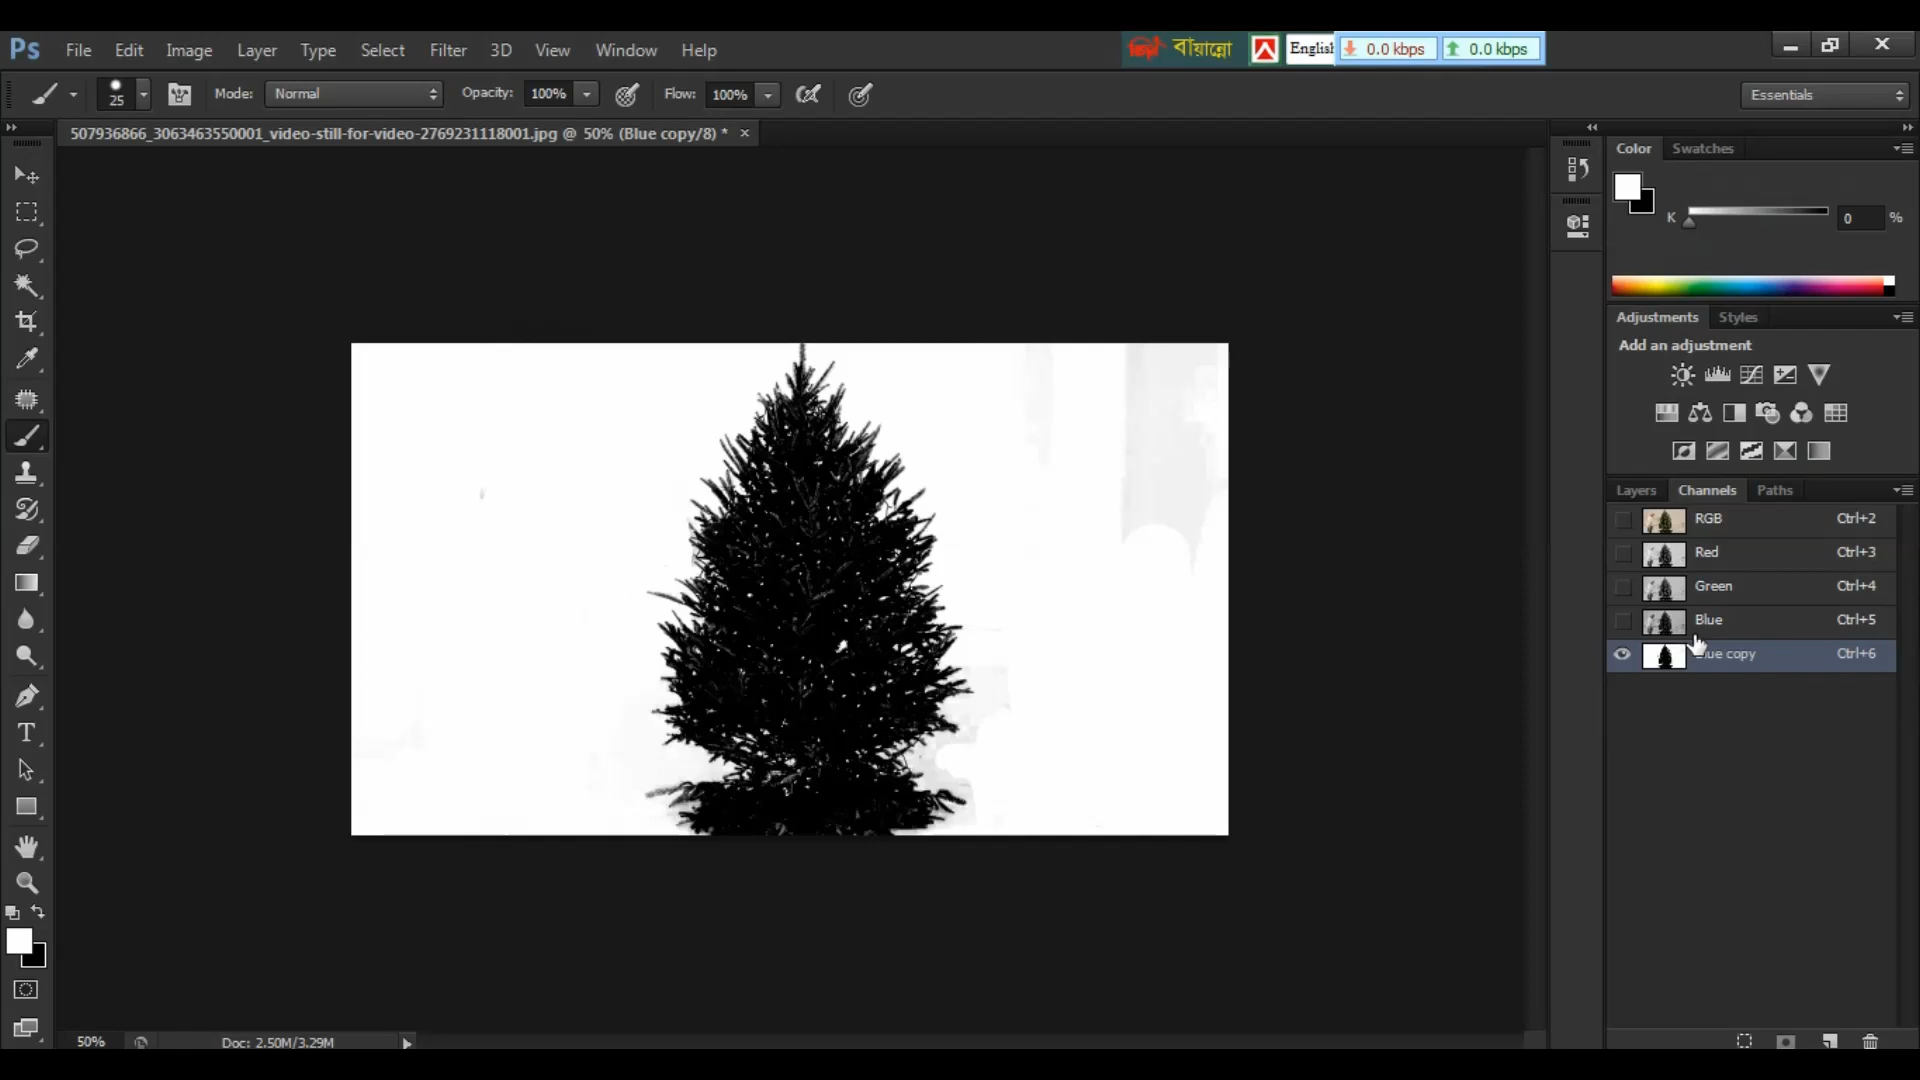 Ps File Edit Image Layer Type Select Filter 3D View Window Help
বায়ান্নো English 0.0 kbps 0.0 kbps
25 Mode: Normal Opacity: 100% Flow: 100% Essentials
507936866_3063463550001_video-still-for-video-2769231118001.jpg @ 50% (Blue copy/8) *
Color Swatches
K 0 %
Adjustments Styles
Add an adjustment
Layers Channels Paths
RGB Ctrl+2
Red Ctrl+3
Green Ctrl+4
Blue Ctrl+5
lue copy Ctrl+6
T
50% Doc: 2.50M/3.29M